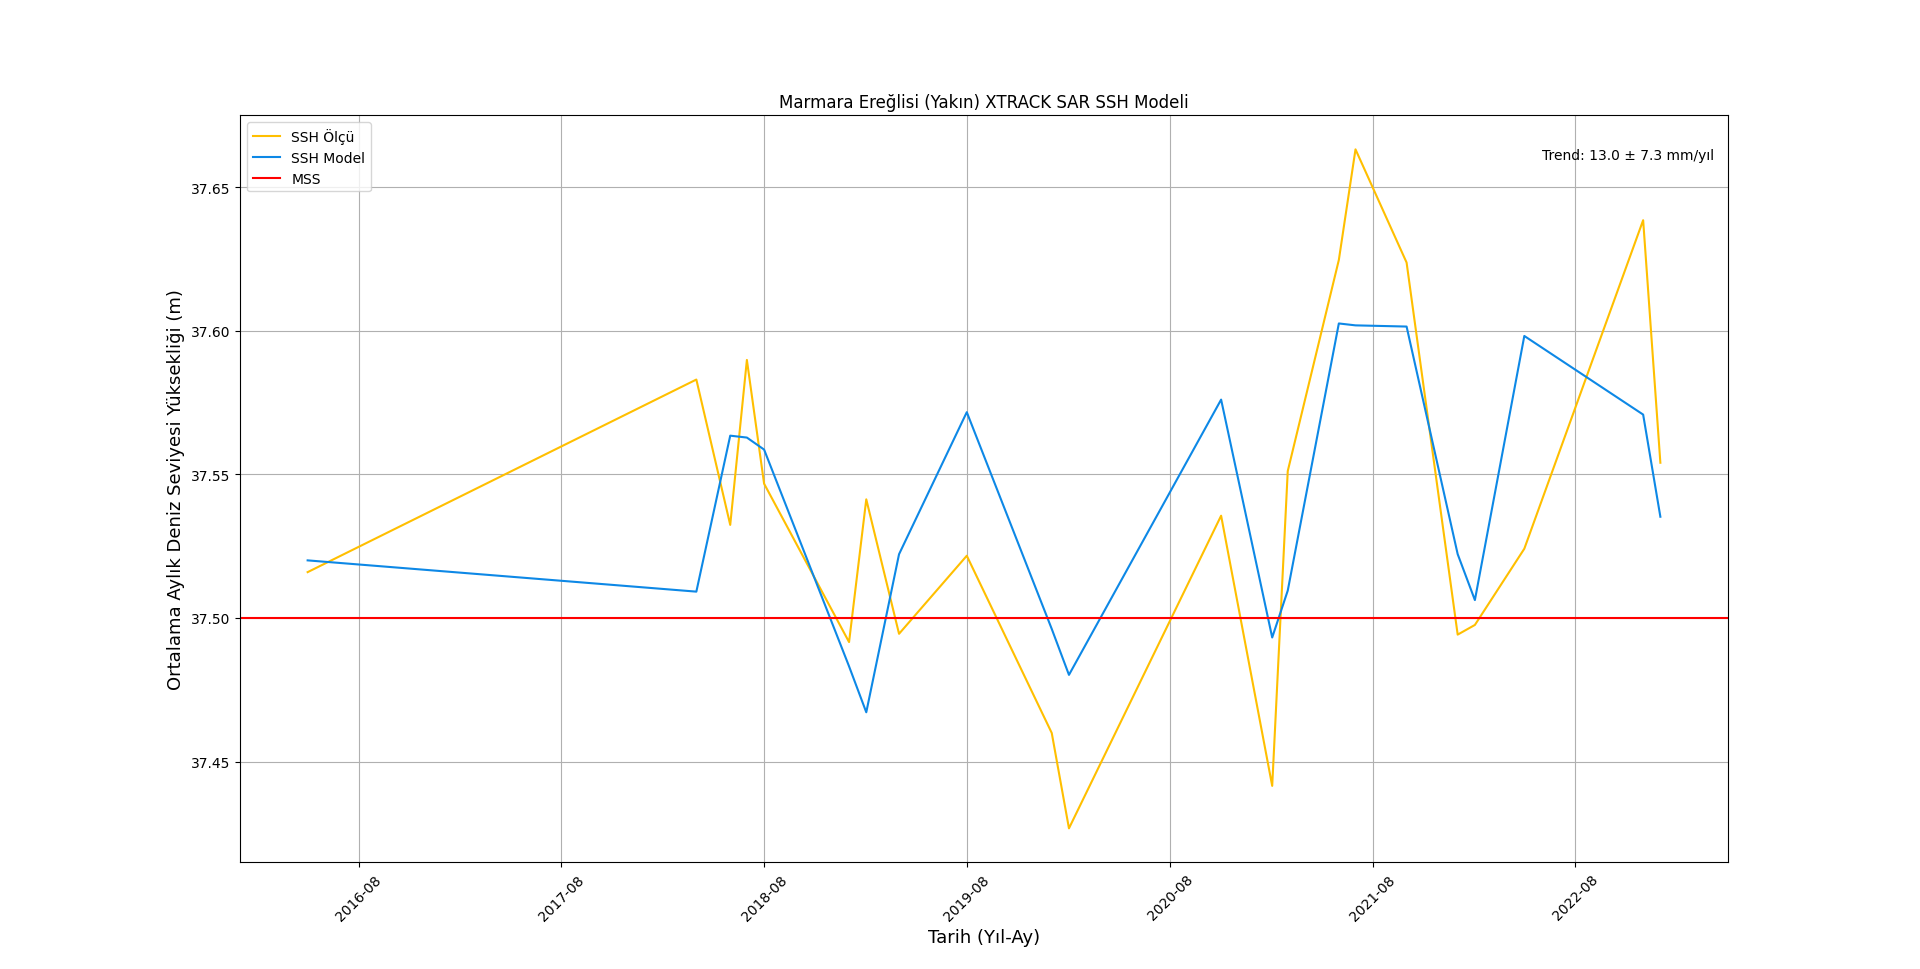 Marmara Ereğlisi (Yakın) XTRACK SAR SSH Modeli
SSH Ölçü
SSH Model
MSS
Trend: 13.0 ± 7.3 mm/yıl
Ortalama Aylık Deniz Seviyesi Yüksekliği (m)
37.65
37.60
37.55
37.50
37.45
2016-08
2017-08
2018-08
2019-08
2020-08
2021-08
2022-08
Tarih (Yıl-Ay)